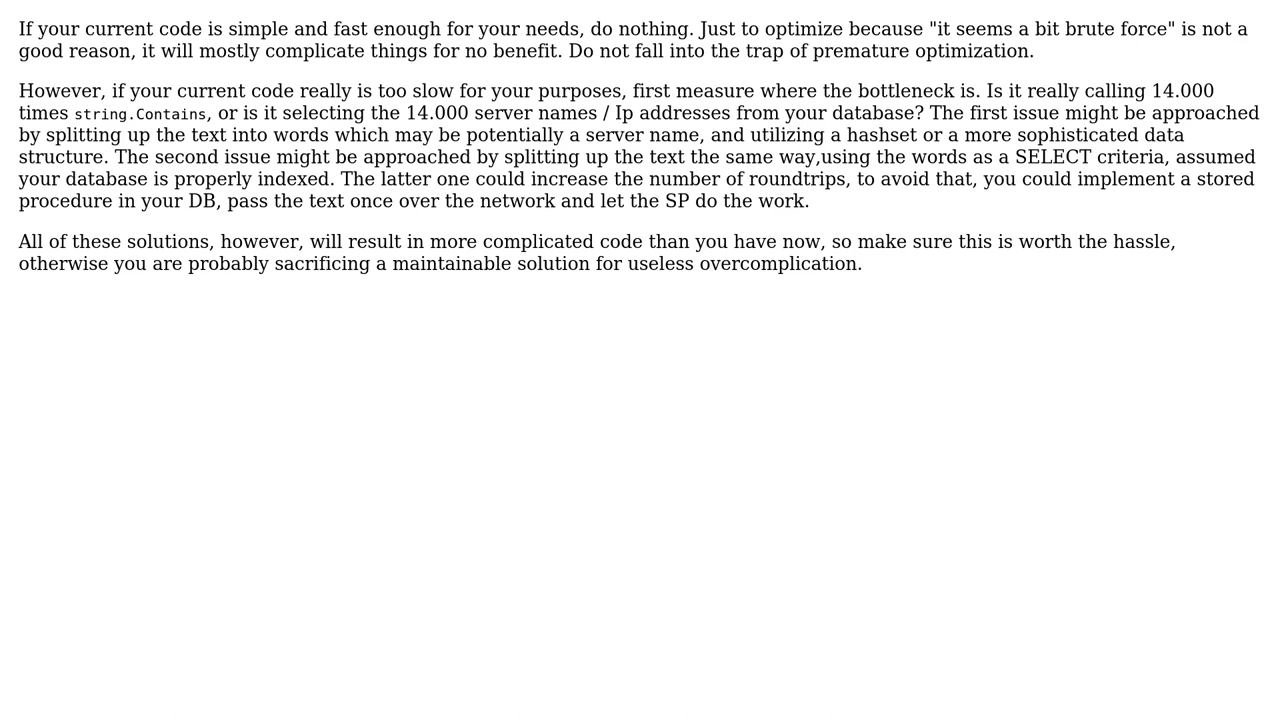 If your current code is simple and fast enough for your needs, do nothing. Just to optimize because "it seems a bit brute force" is not a
good reason, it will mostly complicate things for no benefit. Do not fall into the trap of premature optimization.
However, if your current code really is too slow for your purposes, first measure where the bottleneck is. Is it really calling 14.000
times string.Contains, or is it selecting the 14.000 server names / Ip addresses from your database? The first issue might be approached
by splitting up the text into words which may be potentially a server name, and utilizing a hashset or a more sophisticated data
structure. The second issue might be approached by splitting up the text the same way,using the words as a SELECT criteria, assumed
your database is properly indexed. The latter one could increase the number of roundtrips, to avoid that, you could implement a stored
procedure in your DB, pass the text once over the network and let the SP do the work.
All of these solutions, however, will result in more complicated code than you have now, so make sure this is worth the hassle,
otherwise you are probably sacrificing a maintainable solution for useless overcomplication.